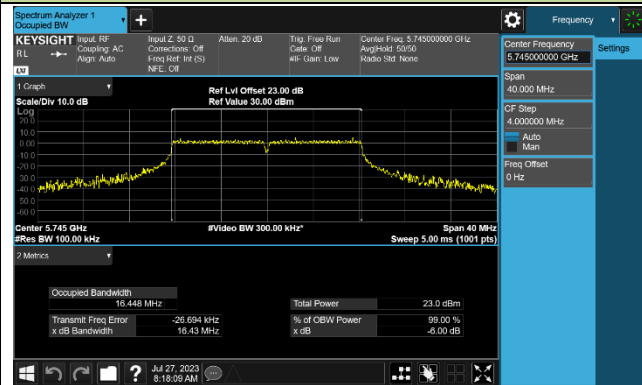 Spectrum Analyzer 1
Occupied BW
Frequency
KEYSIGHT Input: RF
RL
Coupling: AC
Align: Auto
LXI
Input Z: 50 Ω
Corrections: Off
Freq Ref: Int (S)
NFE: Off
Atten: 20 dB
Trig: Free Run
Gate: Off
#IF Gain: Low
Center Freq: 5.745000000 GHz
Avg|Hold: 50/50
Radio Std: None
Center Frequency
5.745000000 GHz
Settings
Span
40.000 MHz
CF Step
4.000000 MHz
Auto
Man
Freq Offset
0 Hz
1 Graph
Scale/Div 10.0 dB
Ref Lvl Offset 23.00 dB
Ref Value 30.00 dBm
Log
20.0
10.0
0.00
-10.0
-20.0
-30.0
-40.0
-50.0
-60.0
Center 5.745 GHz
#Res BW 100.00 kHz
#Video BW 300.00 kHz*
Span 40 MHz
Sweep 5.00 ms (1001 pts)
2 Metrics
Occupied Bandwidth
16.448 MHz
Total Power 23.0 dBm
Transmit Freq Error -26.694 kHz
% of OBW Power 99.00 %
x dB Bandwidth 16.43 MHz
x dB -6.00 dB
Jul 27, 2023
8:18:09 AM